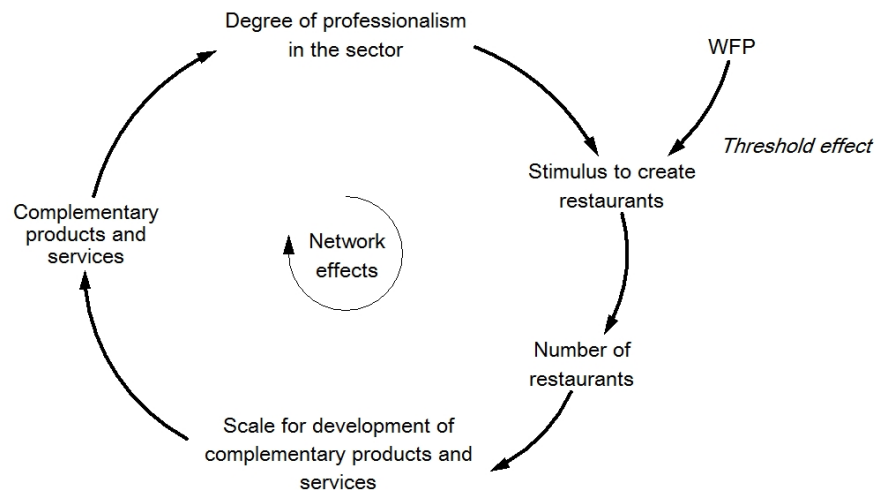 Degree of professionalism
in the sector
WFP
Threshold effect
Stimulus to create
restaurants
Complementary
products and
services
Network
effects
Number of
restaurants
Scale for development of
complementary products and
services